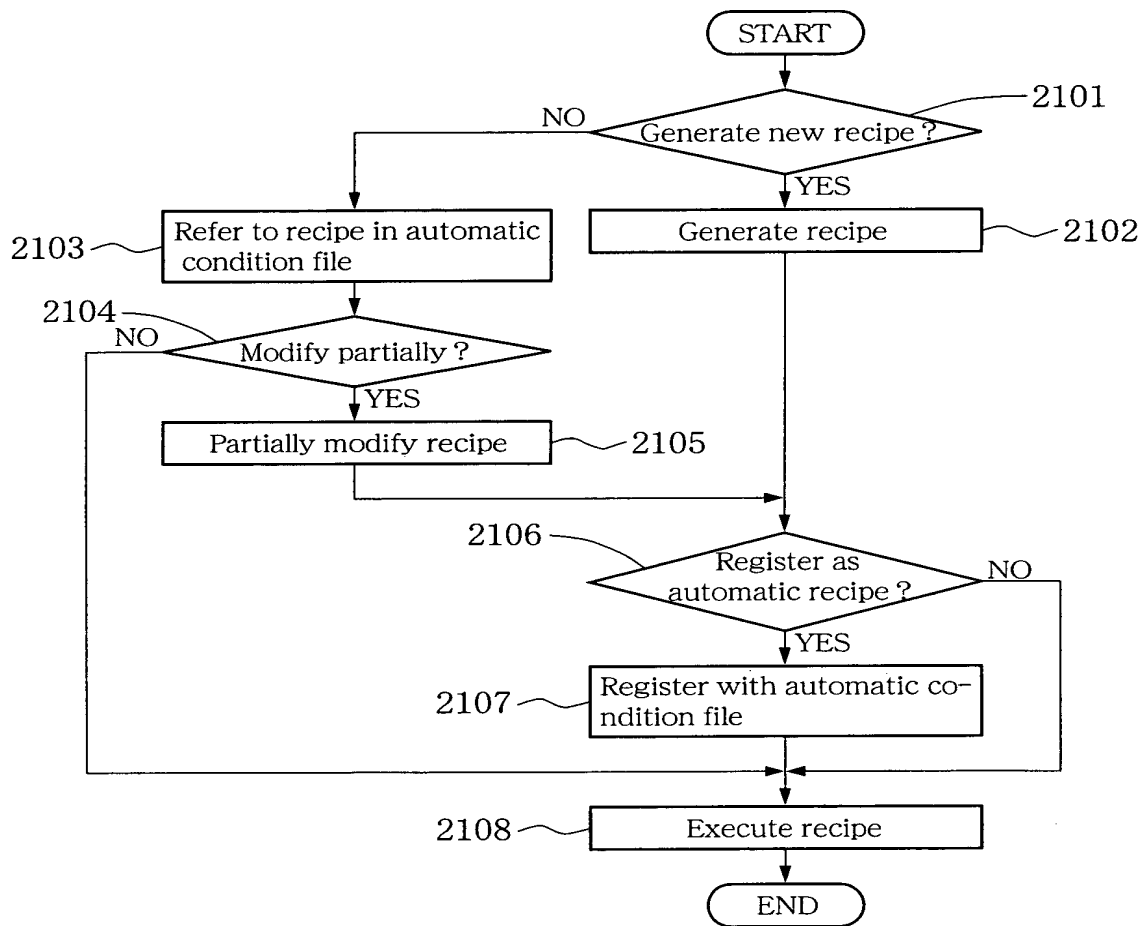 START
2101
NO
Generate new recipe?
YES
2103
Refer to recipe in automatic
condition file
Generate recipe
2102
2104
NO
Modify partially?
YES
Partially modify recipe
2105
2106
Register as
automatic recipe?
NO
YES
2107
Register with automatic co-
ndition file
2108
Execute recipe
END